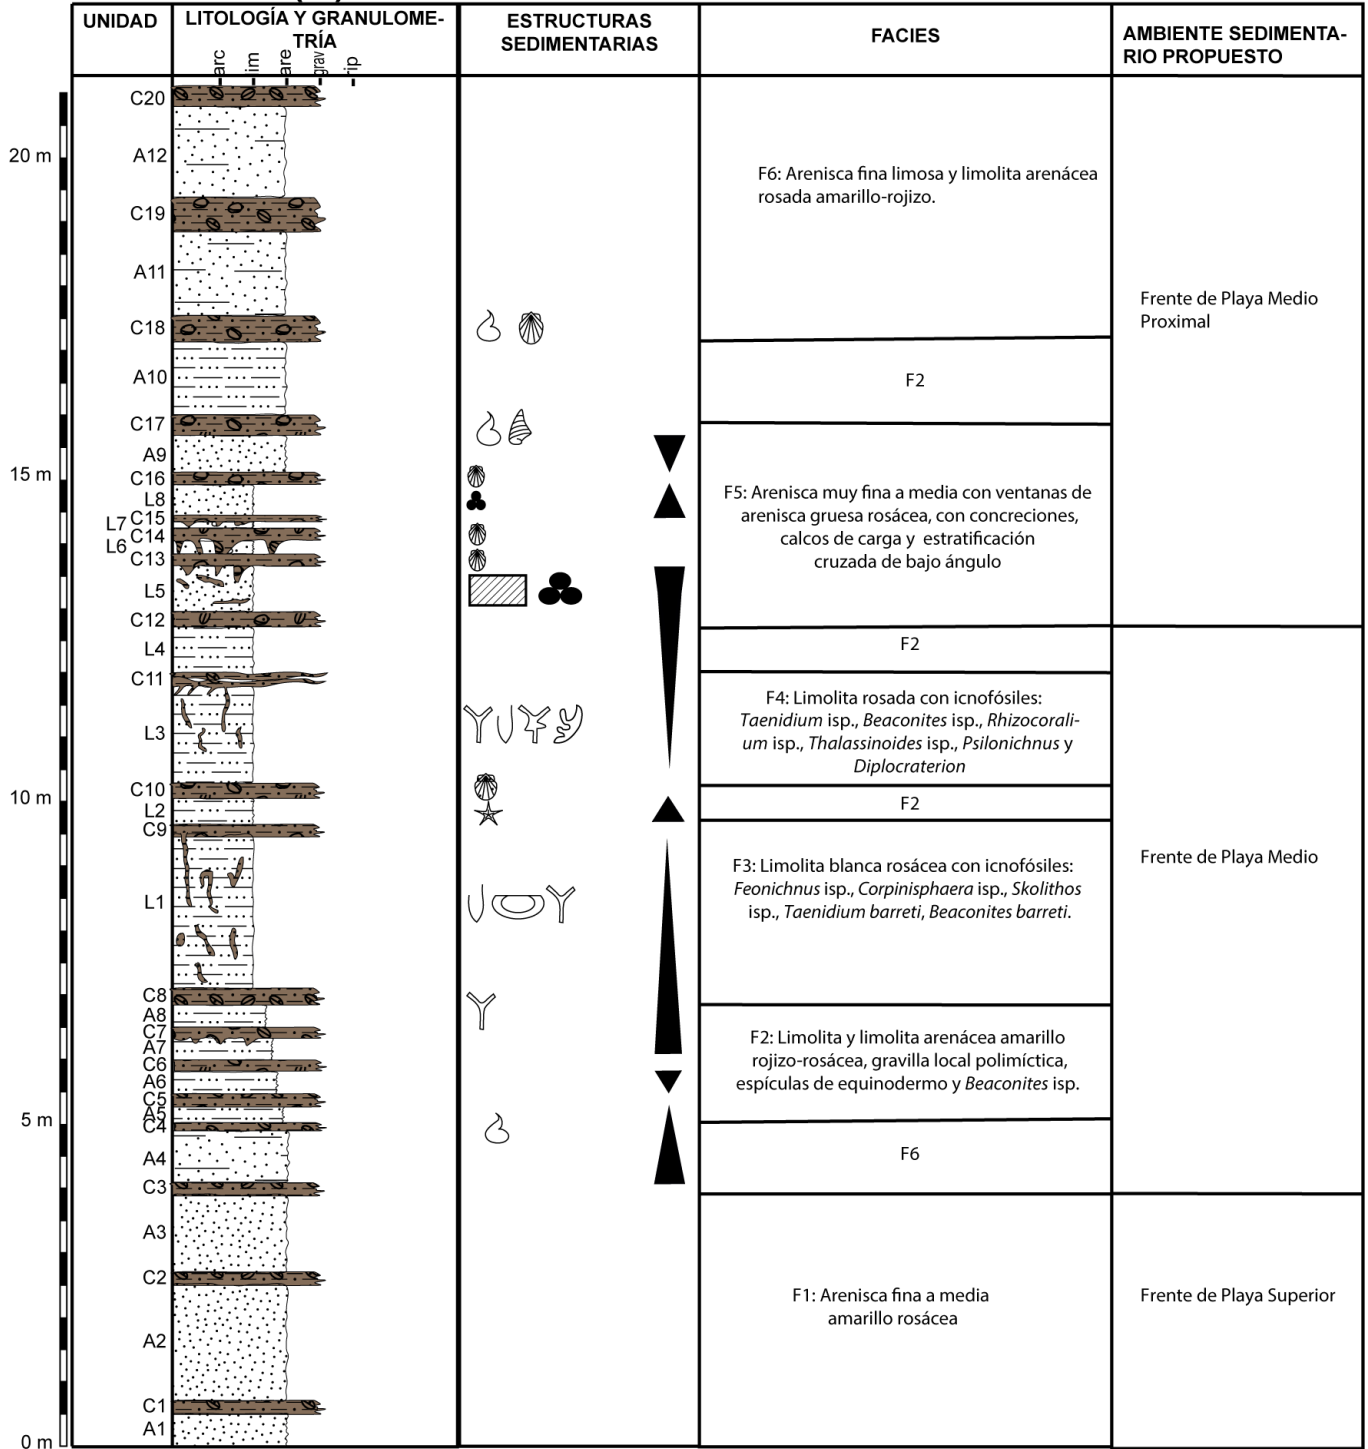 UNIDAD
LITOLOGÍA Y GRANULOME-
TRÍA
arc
im
are
grav
rip
ESTRUCTURAS
SEDIMENTARIAS
FACIES
AMBIENTE SEDIMENTA-
RIO PROPUESTO
20 m
15 m
10 m
5 m
0 m
C20
A12
C19
A11
C18
A10
C17
A9
C16
L8
C15
L7
C14
L6
C13
L5
C12
L4
C11
L3
C10
L2
C9
L1
C8
A8
C7
A7
C6
A6
C5
A5
C4
A4
C3
A3
C2
A2
C1
A1
F6: Arenisca fina limosa y limolita arenácea
rosada amarillo-rojizo.
F2
F5: Arenisca muy fina a media con ventanas de
arenisca gruesa rosácea, con concreciones,
calcos de carga y estratificación
cruzada de bajo ángulo
F2
F4: Limolita rosada con icnofósiles:
Taenidium isp., Beaconites isp., Rhizocorali-
um isp., Thalassinoides isp., Psilonichnus y
Diplocraterion
F2
F3: Limolita blanca rosácea con icnofósiles:
Feonichnus isp., Corpinisphaera isp., Skolithos
isp., Taenidium barreti, Beaconites barreti.
F2: Limolita y limolita arenácea amarillo
rojizo-rosácea, gravilla local polimíctica,
espículas de equinodermo y Beaconites isp.
F6
F1: Arenisca fina a media
amarillo rosácea
Frente de Playa Medio
Proximal
Frente de Playa Medio
Frente de Playa Superior